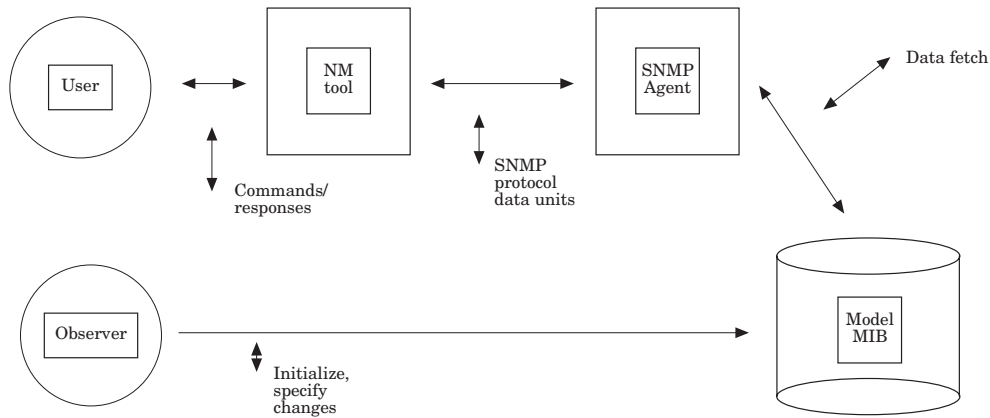 User
NM
tool
SNMP
Agent
Data fetch
Commands/
responses
SNMP
protocol
data units
Observer
Initialize,
specify
changes
Model
MIB